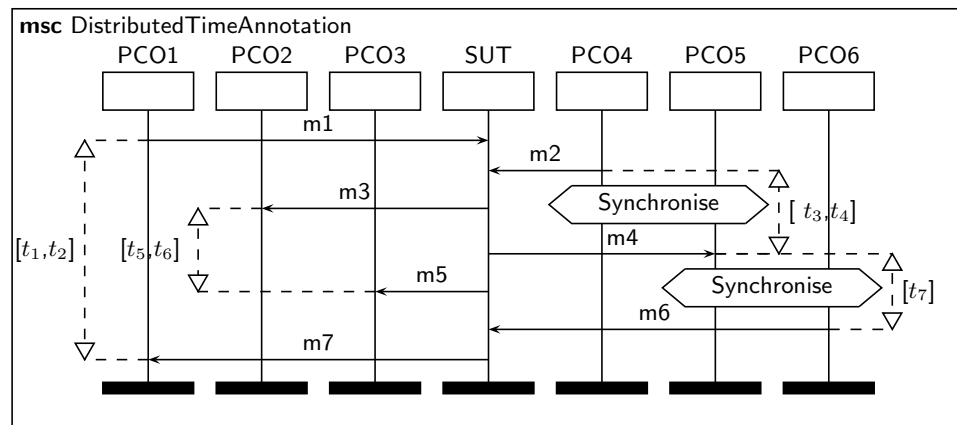 msc DistributedTimeAnnotation
PCO1 PCO2 PCO3 SUT PCO4 PCO5 PCO6
m1
m2
Synchronise
m3
[ t3,t4]
m4
[t1,t2]
[t5,t6]
m5
Synchronise
[t7]
m6
m7